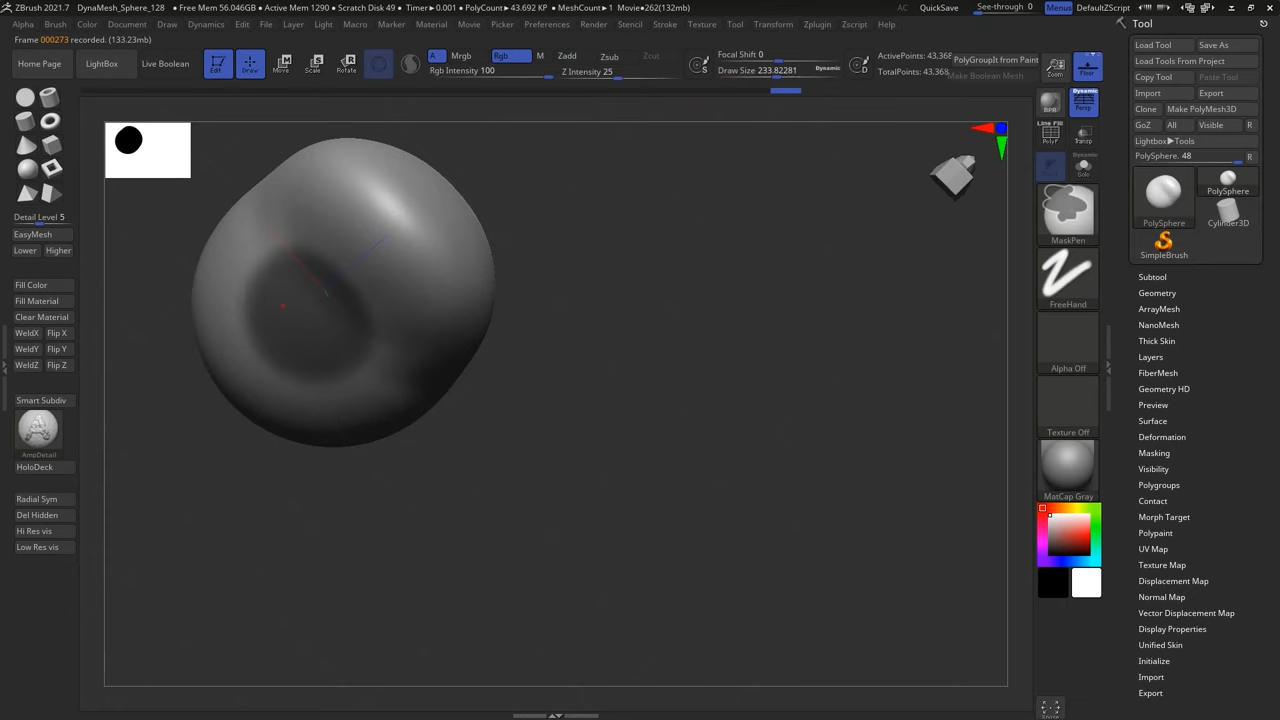 ZBrush 2021.7 DynaMesh_Sphere_128 ● Free Mem 56.046GB ● Active Mem 1290 ● Scratch Disk 49 ● Timer▶0.001 ● PolyCount▶43.692 KP ● MeshCount▶1 Movie●262(132mb) AC QuickSave See-through 0 Menus DefaultZScript
Alpha Brush Color Document Draw Dynamics Edit File Layer Light Macro Marker Material Movie Picker Preferences Render Stencil Stroke Texture Tool Transform Zplugin Zscript Help
Frame 000273 recorded. (133.23mb)
Home Page LightBox Live Boolean Edit Draw Move Scale Rotate
A Mrgb Rgb M Zadd Zsub Zcut
Rgb Intensity 100 Z Intensity 25
S Focal Shift 0
Draw Size 233.82281 Dynamic
D ActivePoints: 43,368
TotalPoints: 43,368
PolyGroupIt from Paint
Make Boolean Mesh
Zoom Floor
Detail Level 5
EasyMesh
Lower Higher
Fill Color
Fill Material
Clear Material
WeldX Flip X
WeldY Flip Y
WeldZ Flip Z
Smart Subdiv
AmpDetail
HoloDeck
Radial Sym
Del Hidden
Hi Res vis
Low Res vis
BPR
Dynamic
Persp
Line Fill
PolyF
Transp
Dynamic
Solo
MaskPen
FreeHand
Alpha Off
Texture Off
MatCap Gray
Tool
Load Tool Save As
Load Tools From Project
Copy Tool Paste Tool
Import Export
Clone Make PolyMesh3D
GoZ All Visible R
Lightbox▶Tools
PolySphere. 48 R
PolySphere
PolySphere
Cylinder3D
SimpleBrush
Subtool
Geometry
ArrayMesh
NanoMesh
Thick Skin
Layers
FiberMesh
Geometry HD
Preview
Surface
Deformation
Masking
Visibility
Polygroups
Contact
Morph Target
Polypaint
UV Map
Texture Map
Displacement Map
Normal Map
Vector Displacement Map
Display Properties
Unified Skin
Initialize
Import
Export